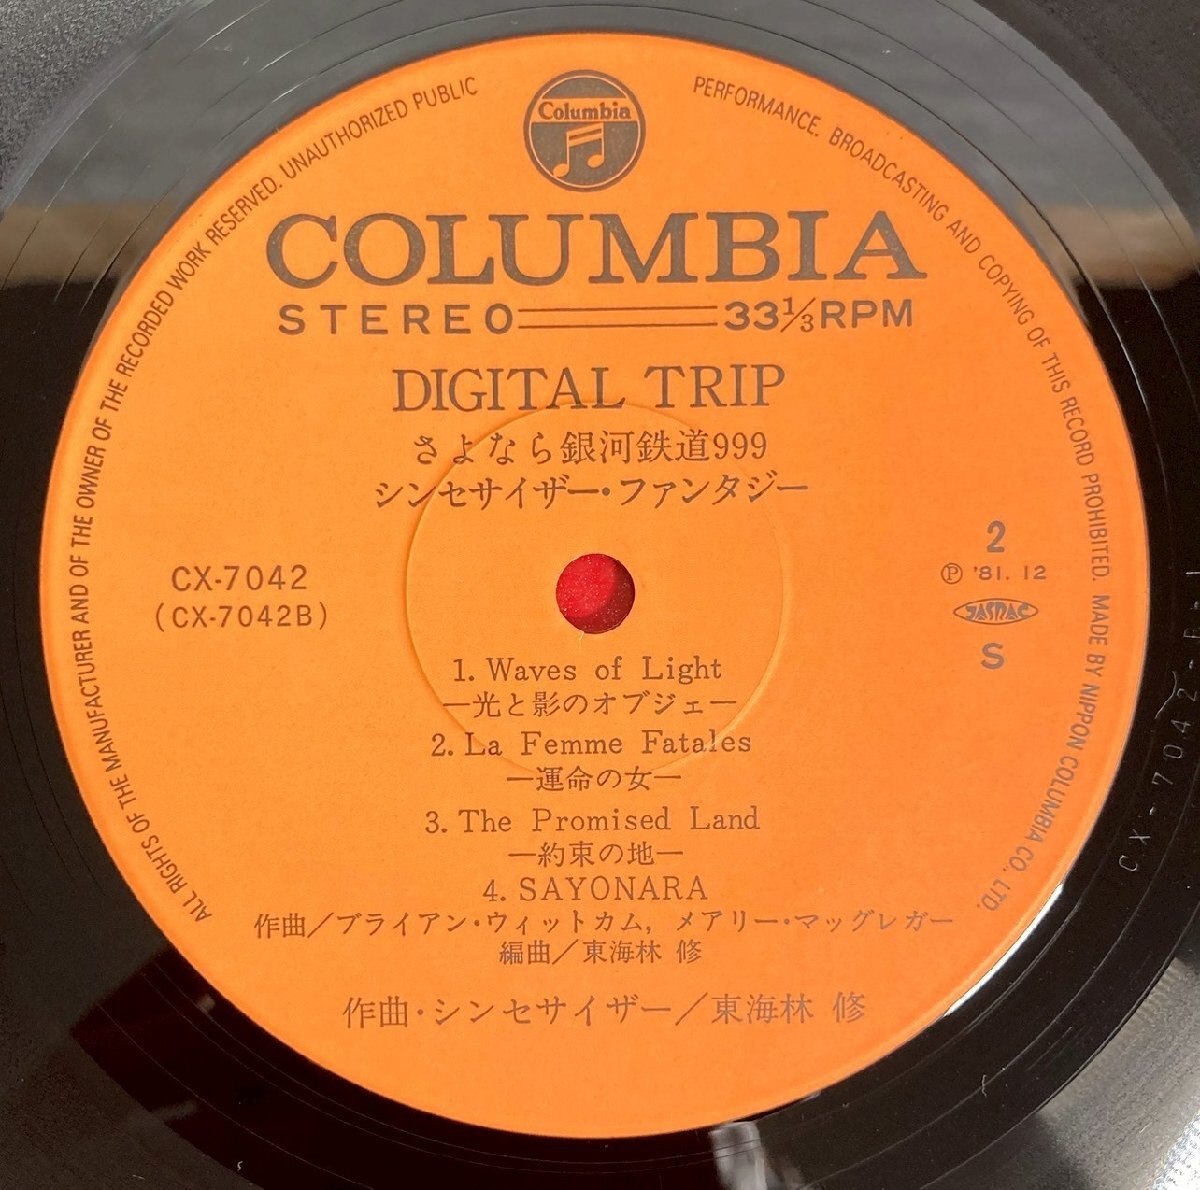 ALL RIGHTS OF THE MANUFACTURER AND OF THE OWNER OF THE RECORDED WORK RESERVED. UNAUTHORIZED PUBLIC PERFORMANCE. BROADCASTING AND COPYING OF THIS RECORD PROHIBITED. MADE BY NIPPON COLUMBIA CO. LTD.
Columbia
COLUMBIA
STEREO 33⅓ RPM
DIGITAL TRIP
さよなら銀河鉄道999
シンセサイザー・ファンタジー
CX-7042
(CX-7042B)
2
Ⓟ '81. 12
JASRAC
S
1. Waves of Light
—光と影のオブジェ—
2. La Femme Fatales
—運命の女—
3. The Promised Land
—約束の地—
4. SAYONARA
作曲／ブライアン・ウィットカム, メアリー・マッグレガー
編曲／東海林 修
作曲・シンセサイザー／東海林 修